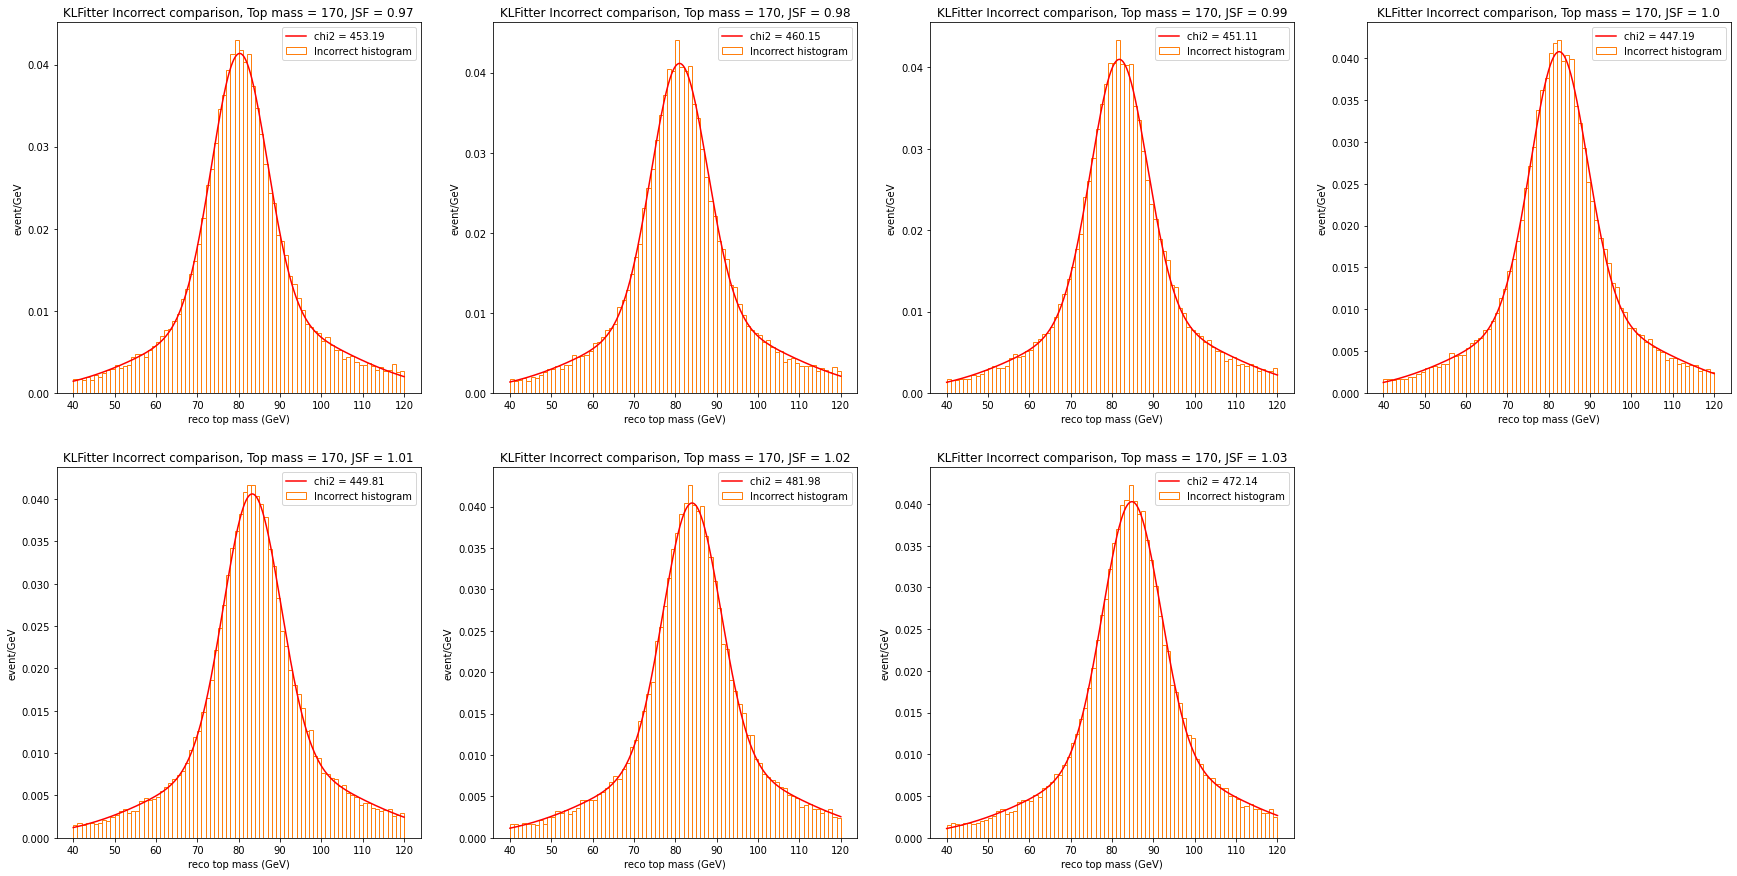 KLFitter Incorrect comparison, Top mass = 170, JSF = 0.97
chi2 = 453.19
Incorrect histogram
event/GeV
0.04
0.03
0.02
0.01
0.00
40 50 60 70 80 90 100 110 120
reco top mass (GeV)
KLFitter Incorrect comparison, Top mass = 170, JSF = 0.98
chi2 = 460.15
Incorrect histogram
event/GeV
0.04
0.03
0.02
0.01
0.00
40 50 60 70 80 90 100 110 120
reco top mass (GeV)
KLFitter Incorrect comparison, Top mass = 170, JSF = 0.99
chi2 = 451.11
Incorrect histogram
event/GeV
0.04
0.03
0.02
0.01
0.00
40 50 60 70 80 90 100 110 120
reco top mass (GeV)
KLFitter Incorrect comparison, Top mass = 170, JSF = 1.0
chi2 = 447.19
Incorrect histogram
event/GeV
0.040
0.035
0.030
0.025
0.020
0.015
0.010
0.005
0.000
40 50 60 70 80 90 100 110 120
reco top mass (GeV)
KLFitter Incorrect comparison, Top mass = 170, JSF = 1.01
chi2 = 449.81
Incorrect histogram
event/GeV
0.040
0.035
0.030
0.025
0.020
0.015
0.010
0.005
0.000
40 50 60 70 80 90 100 110 120
reco top mass (GeV)
KLFitter Incorrect comparison, Top mass = 170, JSF = 1.02
chi2 = 481.98
Incorrect histogram
event/GeV
0.040
0.035
0.030
0.025
0.020
0.015
0.010
0.005
0.000
40 50 60 70 80 90 100 110 120
reco top mass (GeV)
KLFitter Incorrect comparison, Top mass = 170, JSF = 1.03
chi2 = 472.14
Incorrect histogram
event/GeV
0.040
0.035
0.030
0.025
0.020
0.015
0.010
0.005
0.000
40 50 60 70 80 90 100 110 120
reco top mass (GeV)